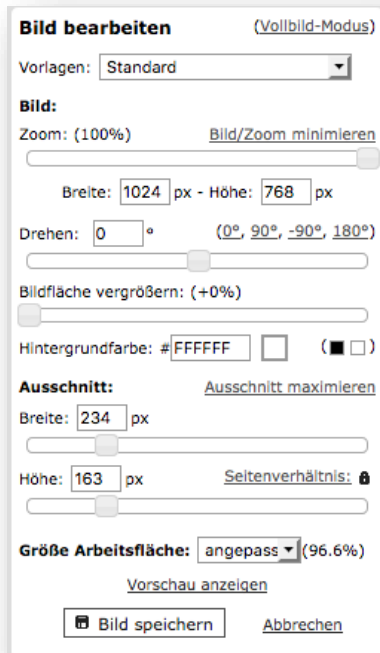 Bild bearbeiten (Vollbild-Modus)
Vorlagen: Standard
Bild:
Zoom: (100%) Bild/Zoom minimieren
Breite: 1024 px - Höhe: 768 px
Drehen: 0 ° (0°, 90°, -90°, 180°)
Bildfläche vergrößern: (+0%)
Hintergrundfarbe: #FFFFFF ( )
Ausschnitt: Ausschnitt maximieren
Breite: 234 px
Höhe: 163 px Seitenverhältnis:
Größe Arbeitsfläche: angepass (96.6%)
Vorschau anzeigen
Bild speichern Abbrechen